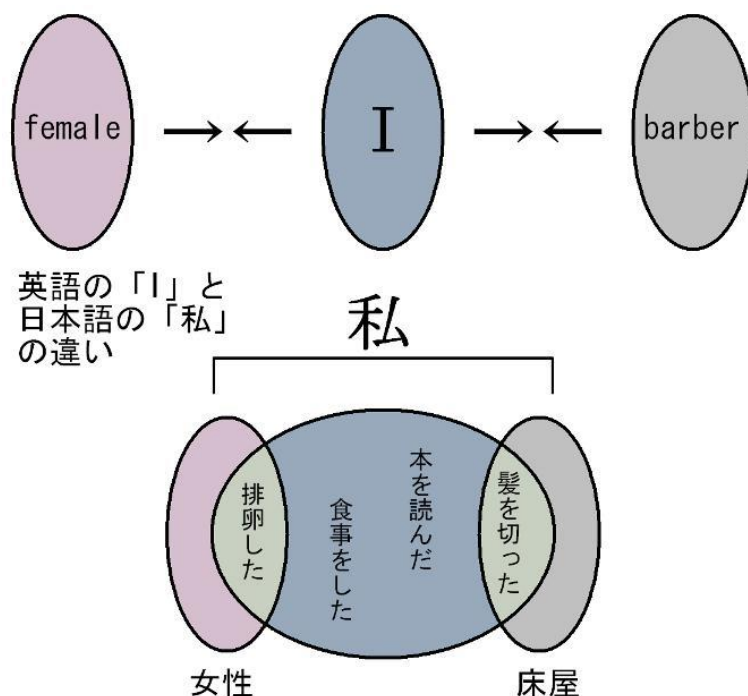 female
I
barber
英語の「I」と
日本語の「私」
の違い
私
排卵した
食事をした
本を読んだ
髪を切った
女性
床屋